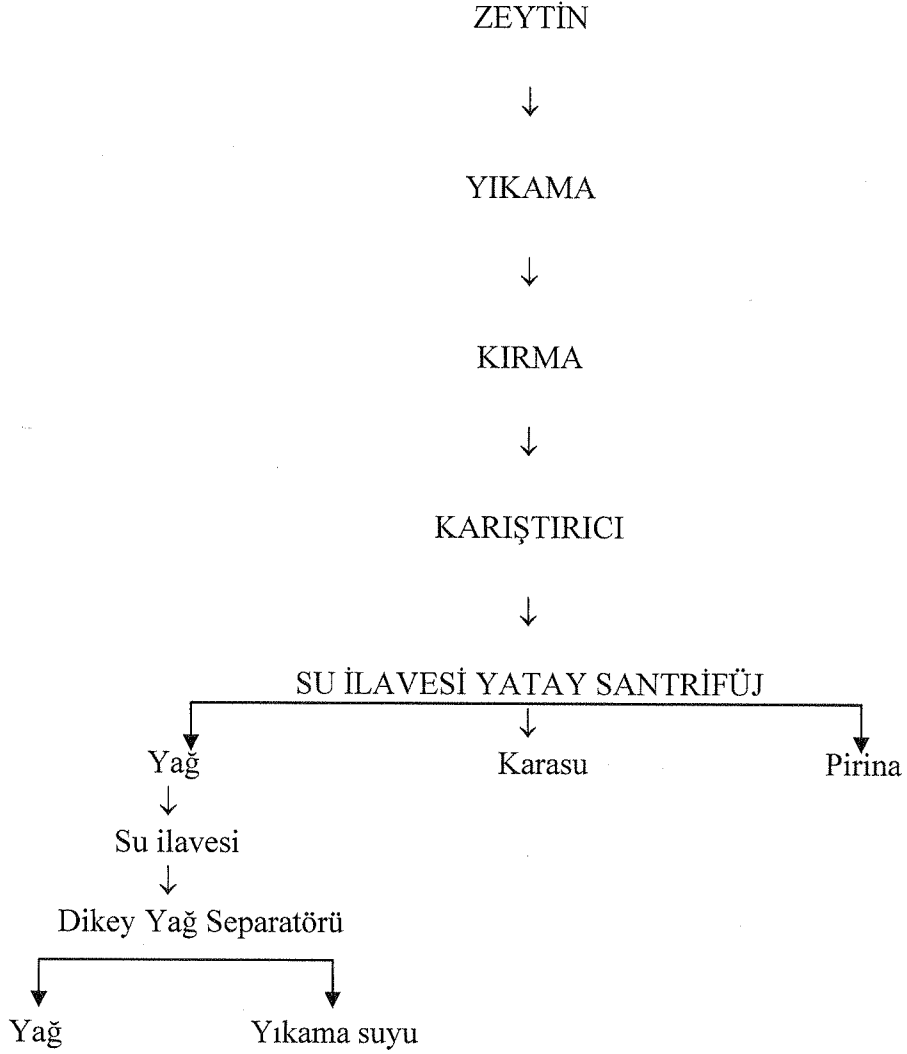 ZEYTİN
↓
YIKAMA
↓
KIRMA
↓
KARIŞTIRICI
↓
SU İLAVESİ YATAY SANTRİFÜJ
↓
Yağ Karasu Pirina
↓
Su ilavesi
↓
Dikey Yağ Separatörü
Yağ Yıkama suyu